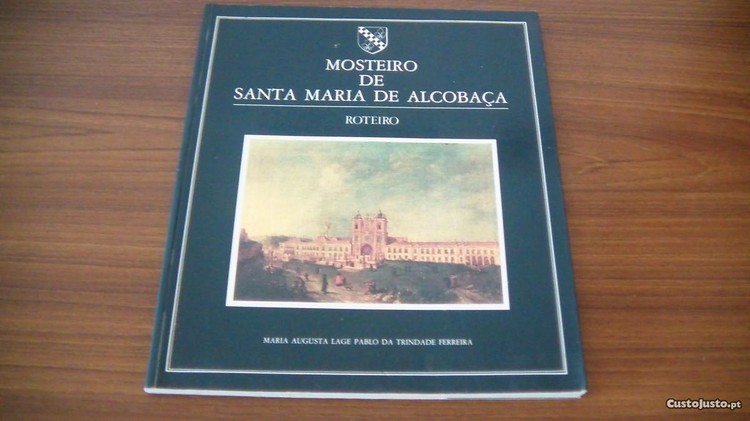 MOSTEIRO
DE
SANTA MARIA DE ALCOBAÇA
ROTEIRO
MARIA AUGUSTA LAGE PABLO DA TRINDADE FERREIRA
CustoJusto.pt